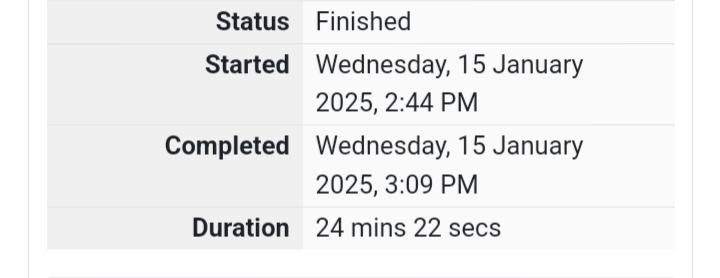 Status Finished
Started Wednesday, 15 January
2025, 2:44 PM
Completed Wednesday, 15 January
2025, 3:09 PM
Duration 24 mins 22 secs